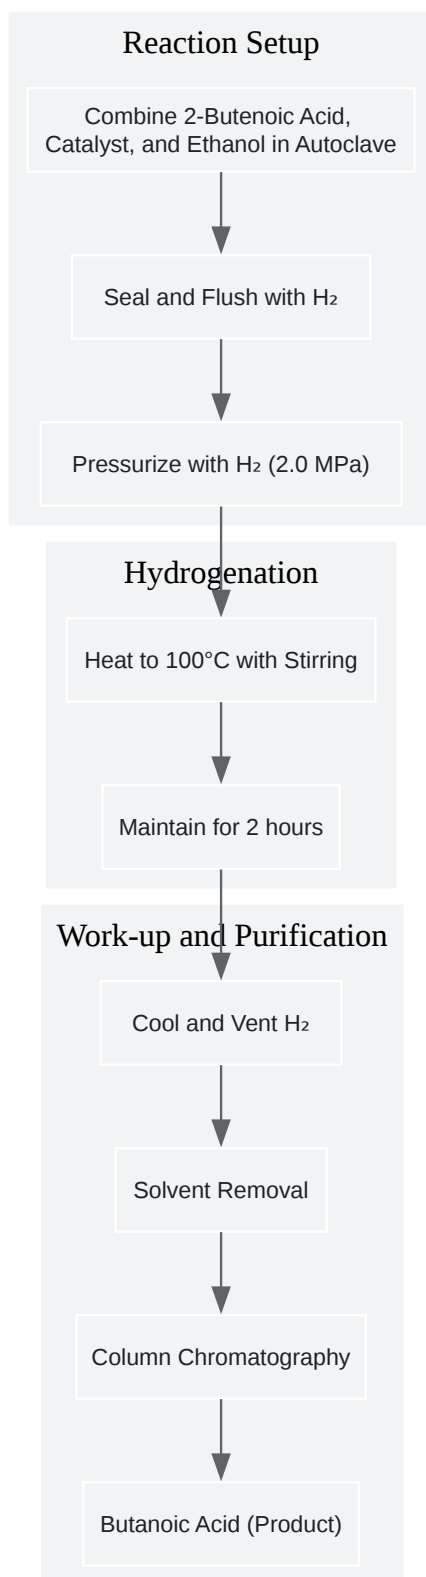 Reaction Setup
Combine 2-Butenoic Acid,
Catalyst, and Ethanol in Autoclave
Seal and Flush with H₂
Pressurize with H₂ (2.0 MPa)
Hydrogenation
Heat to 100°C with Stirring
Maintain for 2 hours
Work-up and Purification
Cool and Vent H₂
Solvent Removal
Column Chromatography
Butanoic Acid (Product)